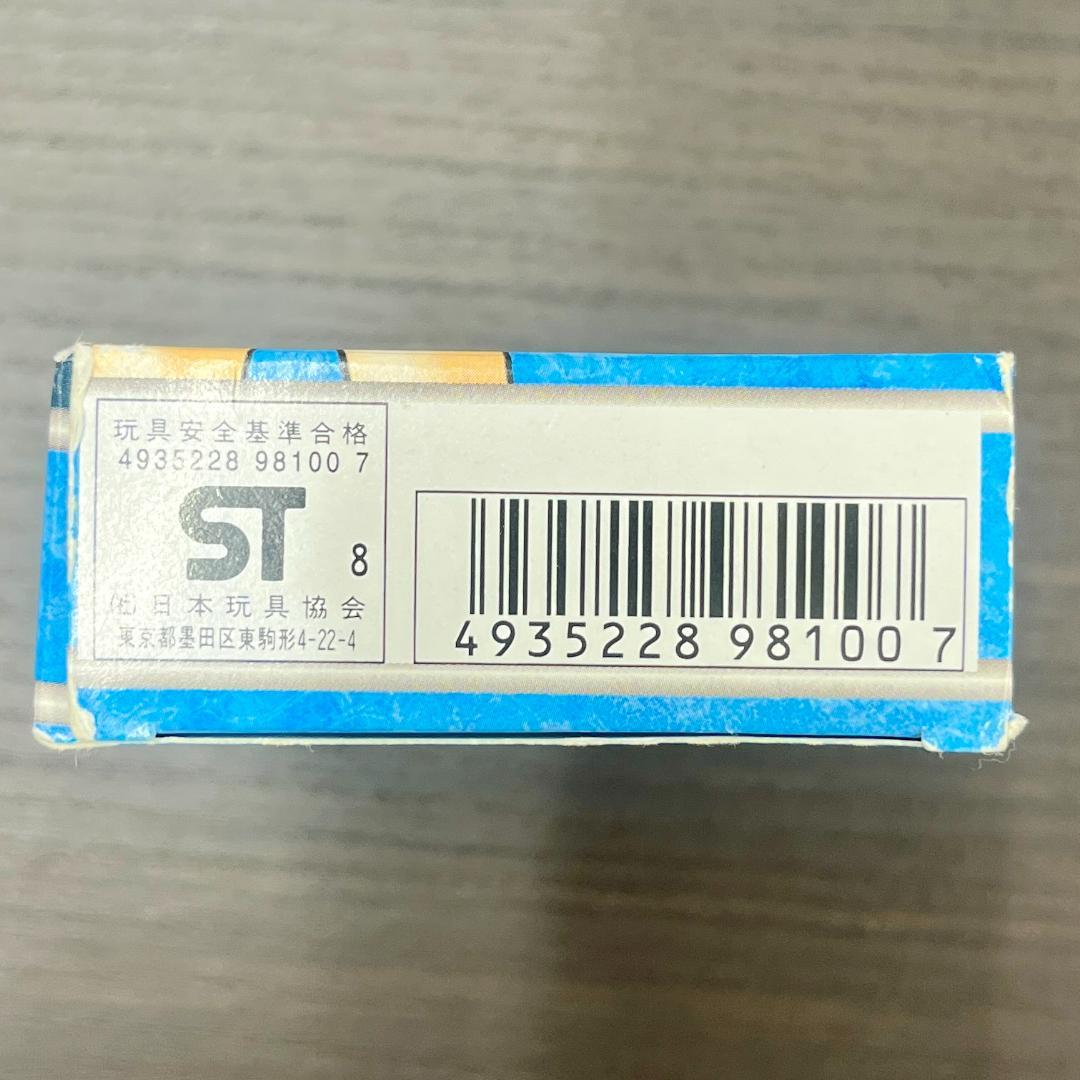 玩具安全基準合格
4935228 98100 7
ST 8
(社)日本玩具協会
東京都墨田区東駒形4-22-4
4935228 98100 7